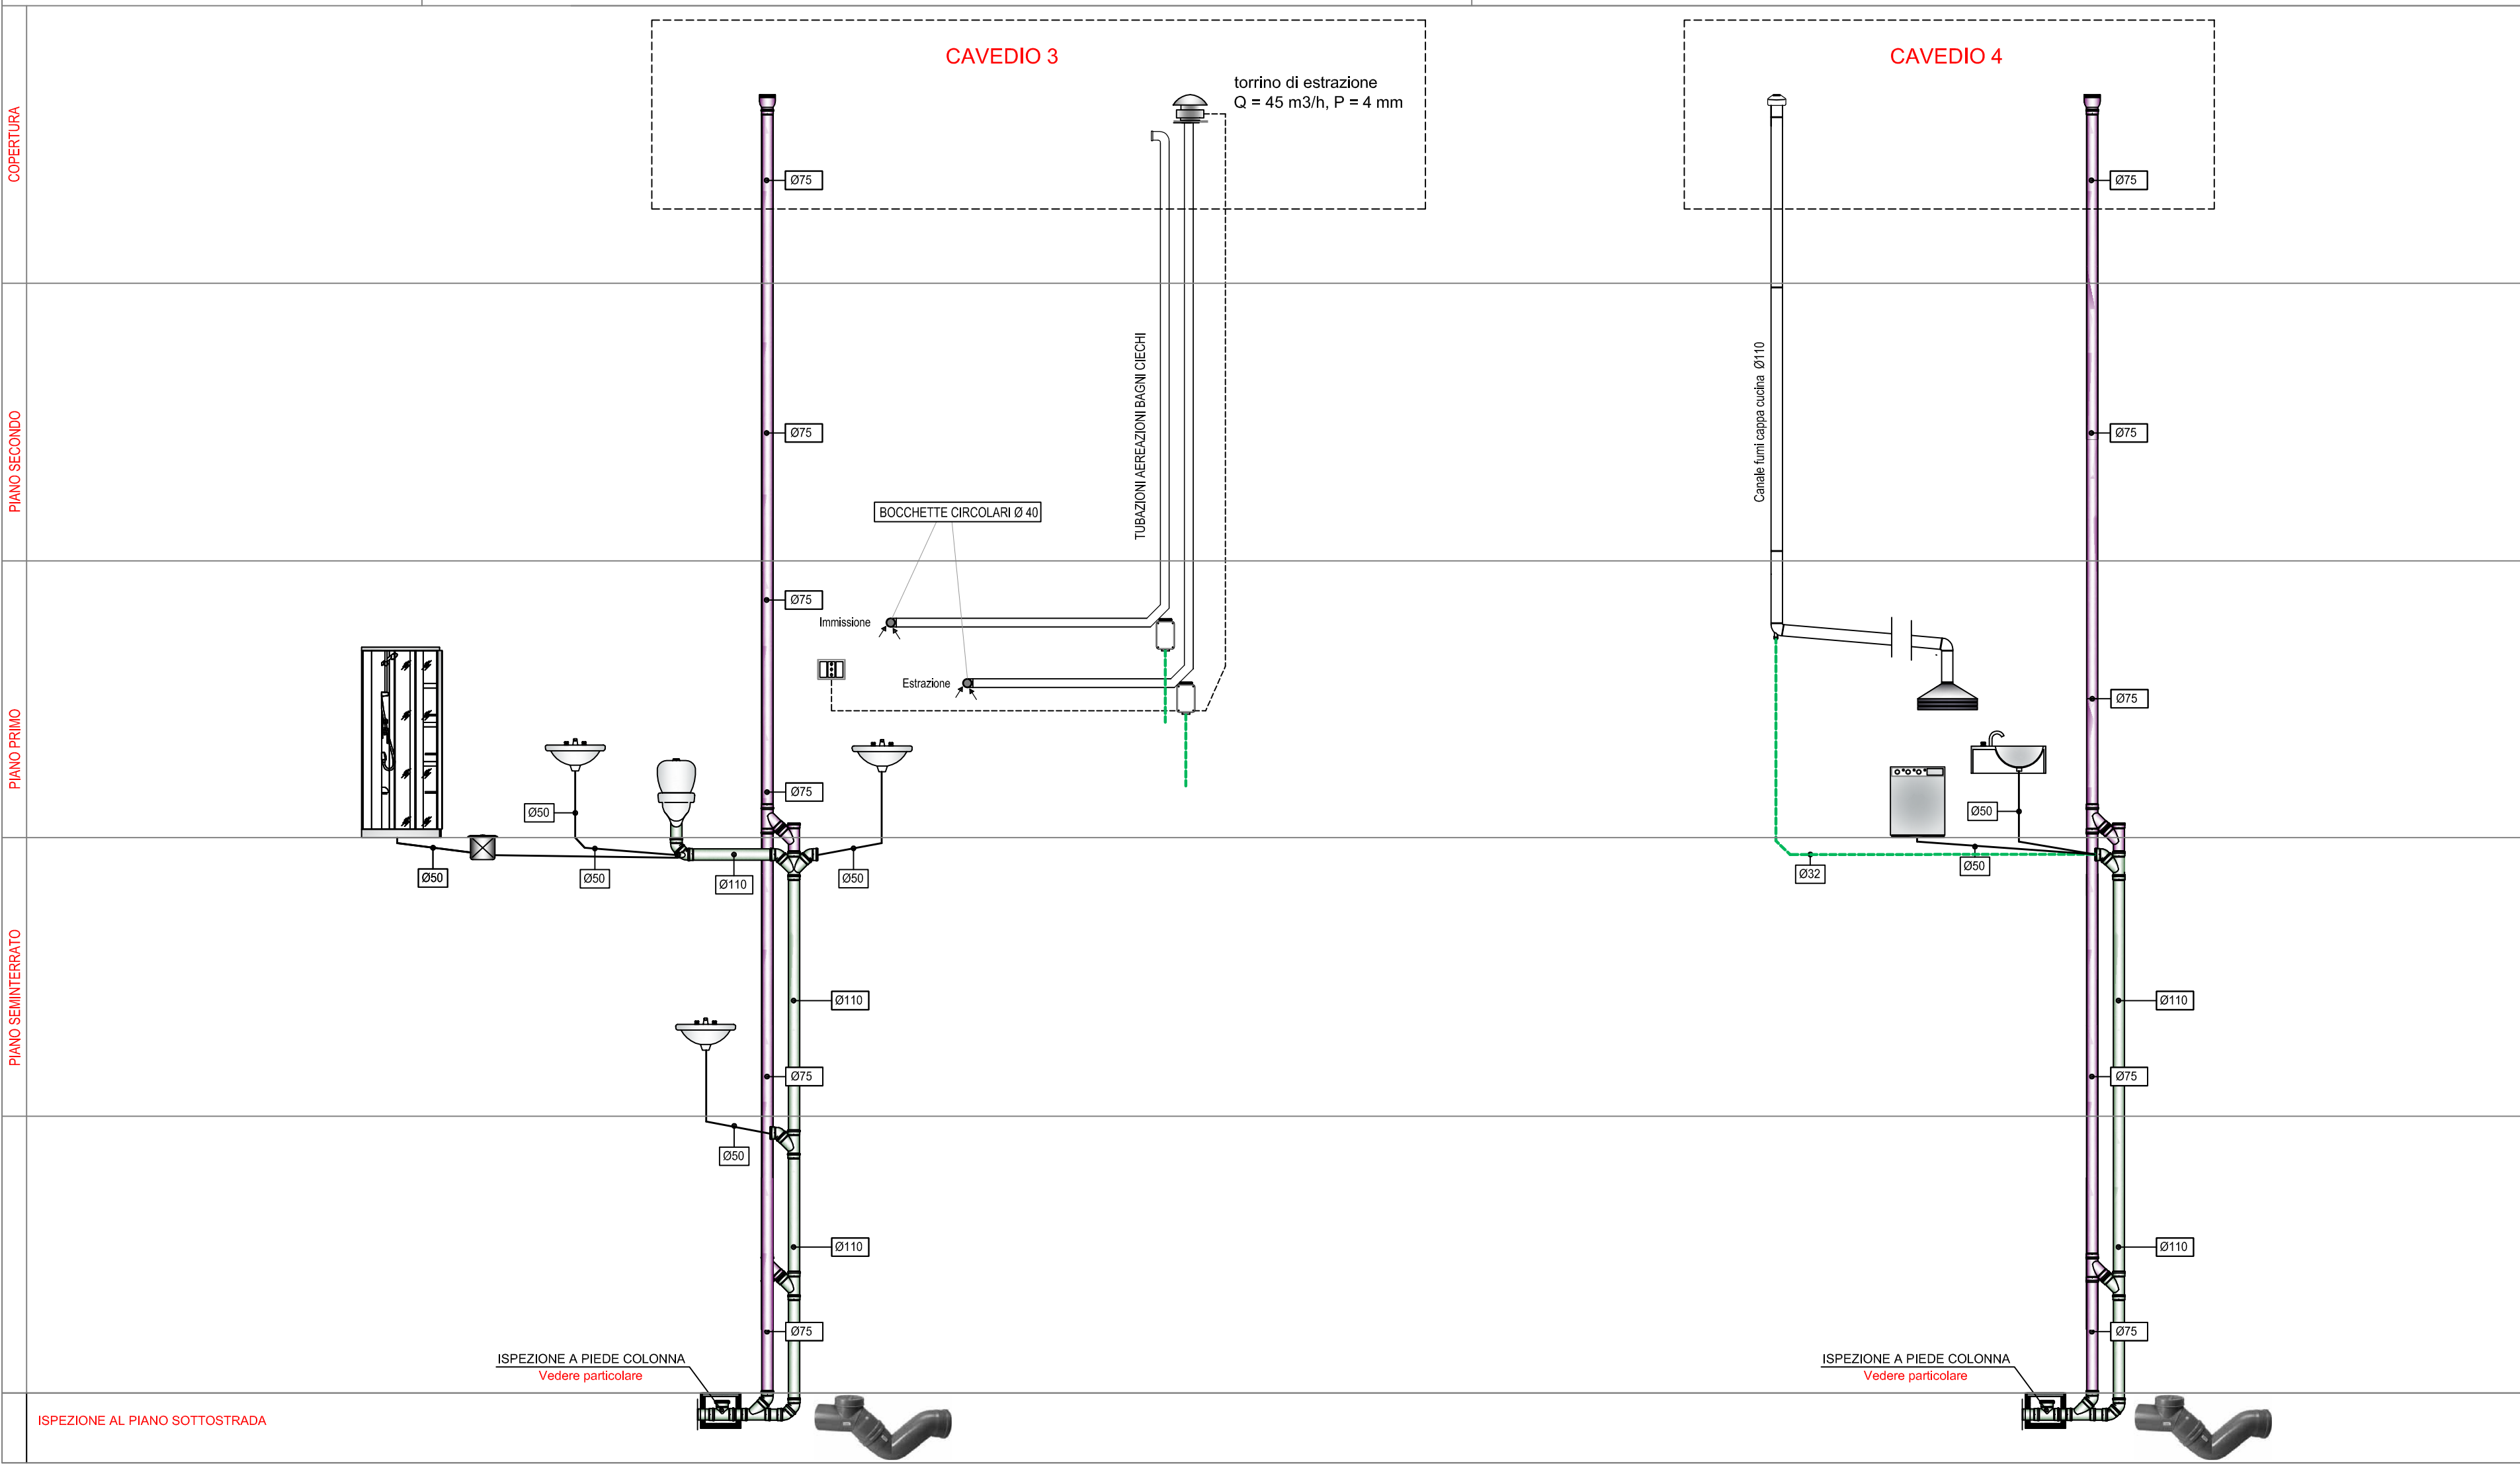 CAVEDIO 3
torrino di estrazione
Q = 45 m3/h, P = 4 mm
CAVEDIO 4
COPERTURA
Ø75
Ø75
PIANO SECONDO
Ø75
Ø75
TUBAZIONI AEREAZIONI BAGNI CIECHI
Canale fumi cappa cucina Ø110
BOCCHETTE CIRCOLARI Ø 40
PIANO PRIMO
Ø75
Immissione
Estrazione
Ø75
Ø75
Ø50
Ø50
Ø50
Ø50
Ø110
Ø50
Ø32
Ø50
PIANO SEMINTERRATO
Ø110
Ø110
Ø75
Ø75
Ø50
Ø110
Ø110
Ø75
Ø75
ISPEZIONE A PIEDE COLONNA
Vedere particolare
ISPEZIONE A PIEDE COLONNA
Vedere particolare
ISPEZIONE AL PIANO SOTTOSTRADA